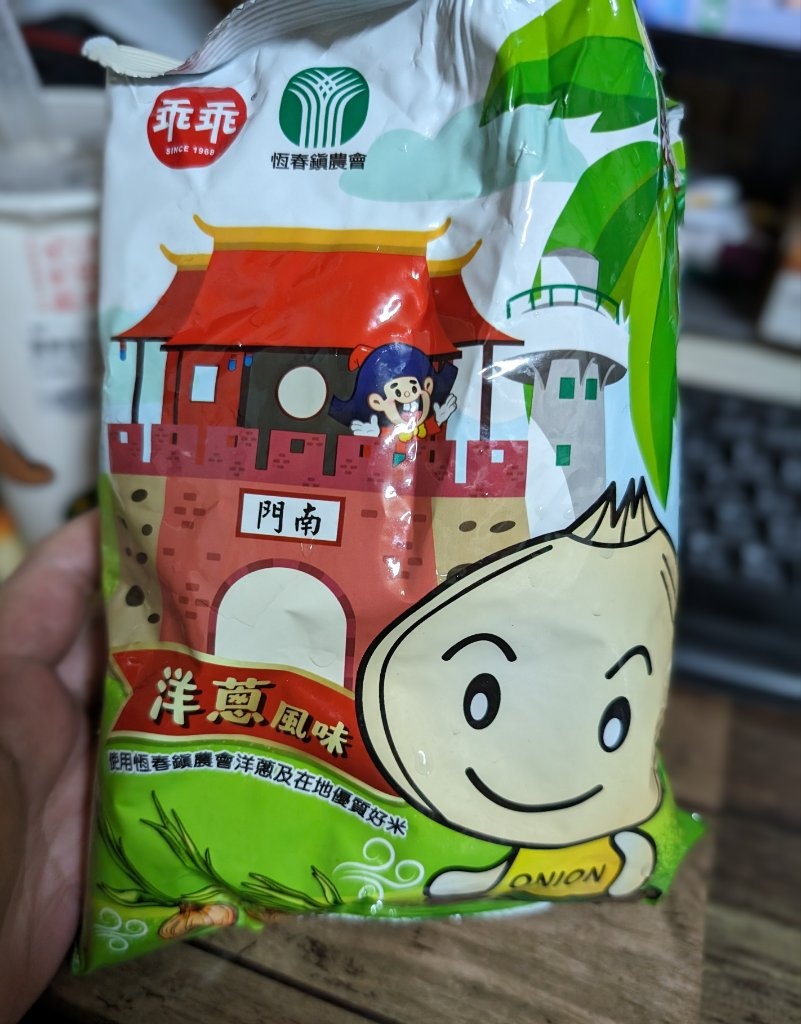 乖乖
SINCE 1968
恆春鎮農會
門南
洋蔥風味
使用恆春鎮農會洋蔥及在地優質好米
ONION